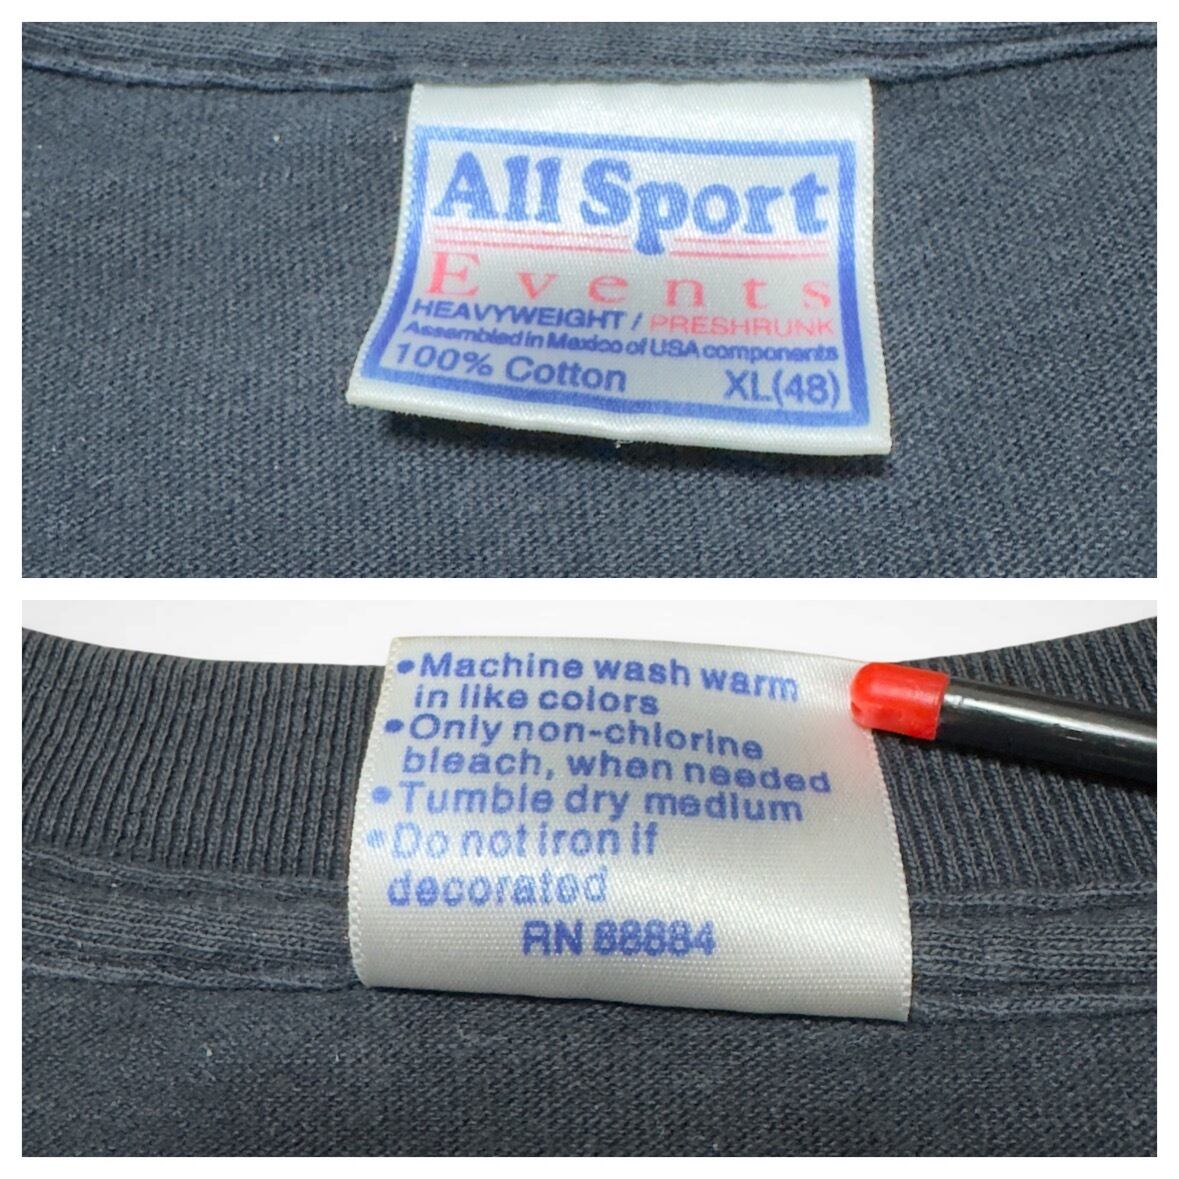 All Sport
Events
HEAVYWEIGHT / PRESHRUNK
Assembled in Mexico of USA components
100% Cotton XL(48)
•Machine wash warm
in like colors
•Only non-chlorine
bleach, when needed
•Tumble dry medium
•Do not iron if
decorated
RN 88884